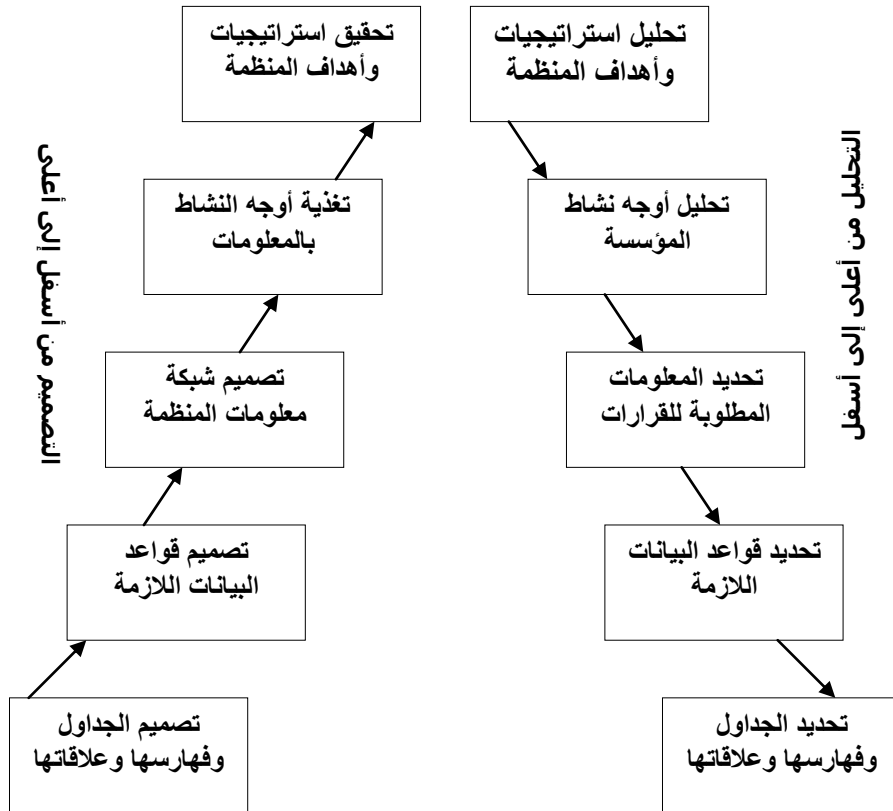 تحليل استراتيجيات
وأهداف المنظمة
تحقيق استراتيجيات
وأهداف المنظمة
التحليل من أعلى إلى أسفل
التصميم من أسفل إلى أعلى
تحليل أوجه نشاط
المؤسسة
تغذية أوجه النشاط
بالمعلومات
تحديد المعلومات
المطلوبة للقرارات
تصميم شبكة
معلومات المنظمة
تحديد قواعد البيانات
اللازمة
تصميم قواعد
البيانات اللازمة
تحديد الجداول
وفهارسها وعلاقاتها
تصميم الجداول
وفهارسها وعلاقاتها